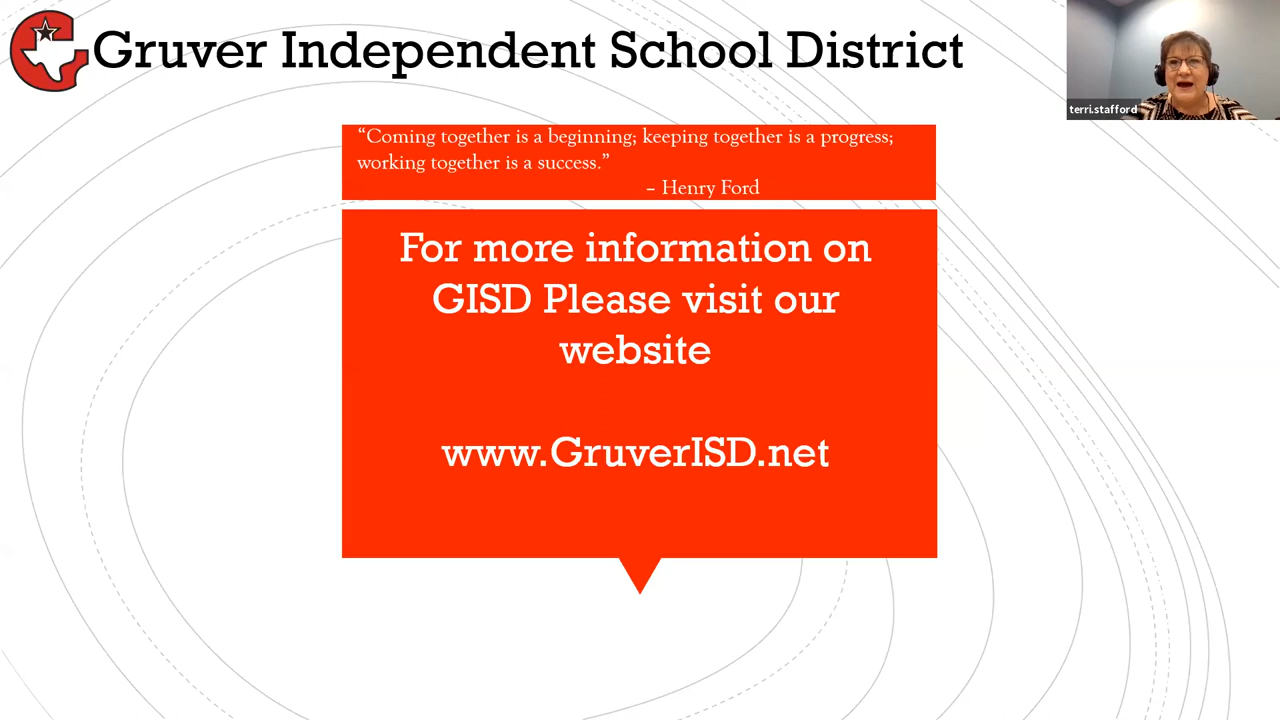 Gruver Independent School District
terri.stafford
“Coming together is a beginning; keeping together is a progress;
working together is a success.”
– Henry Ford
For more information on
GISD Please visit our
website
www.GruverISD.net